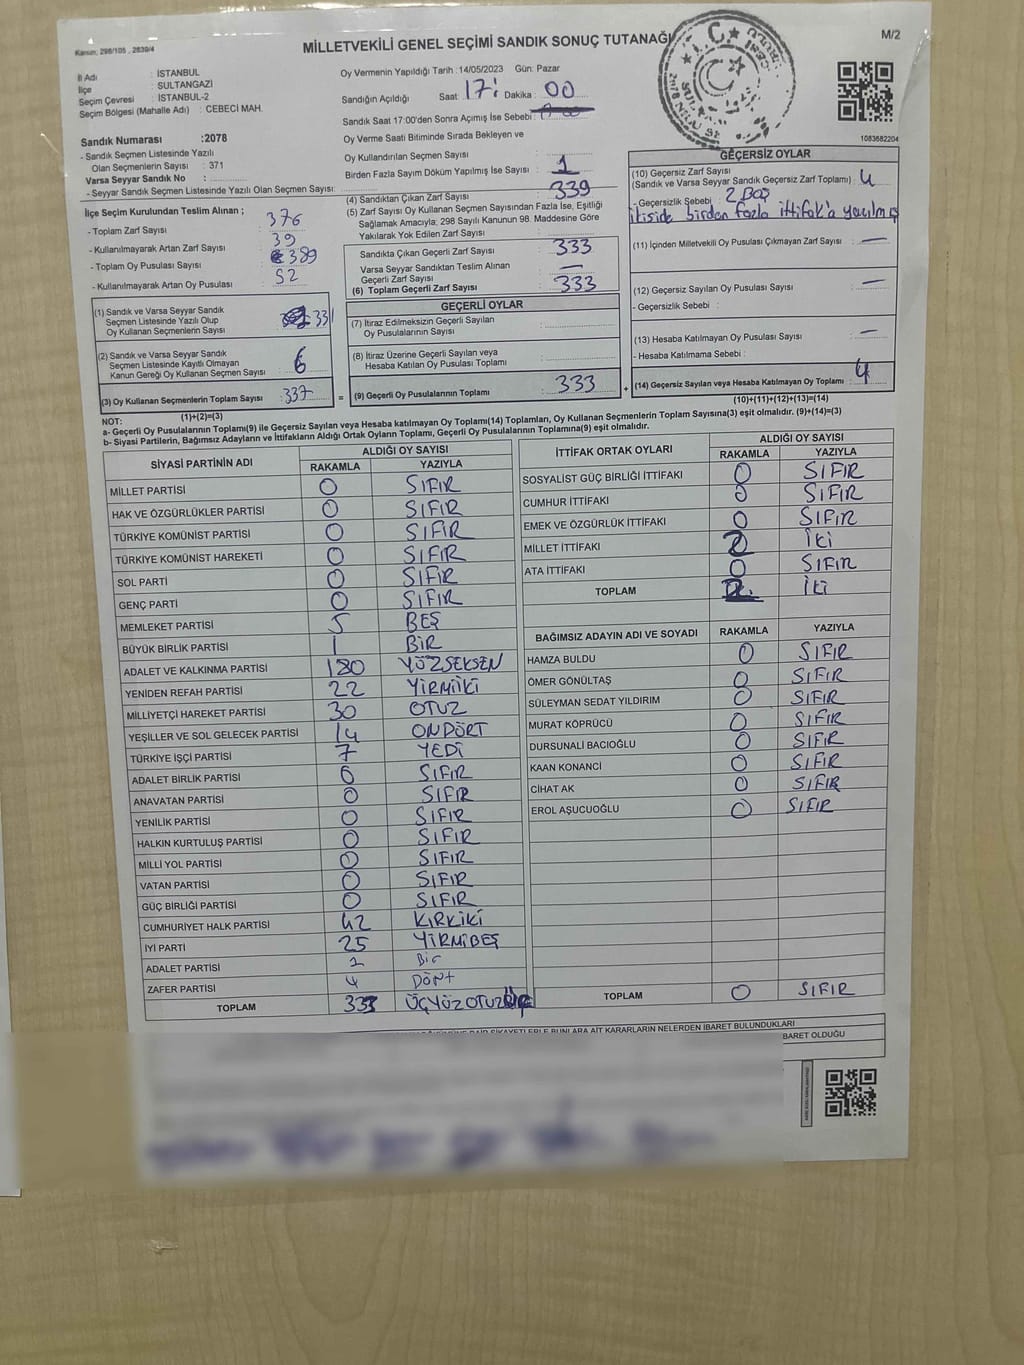 Kanun, 298/105 , 2839/4
MİLLETVEKİLİ GENEL SEÇİMİ SANDIK SONUÇ TUTANAĞI
M/2
İl Adı : İSTANBUL
İlçe : SULTANGAZİ
Seçim Çevresi : İSTANBUL-2
Seçim Bölgesi (Mahalle Adı) : CEBECİ MAH.
Sandık Numarası :2078
- Sandık Seçmen Listesinde Yazılı
Olan Seçmenlerin Sayısı : 371
Varsa Seyyar Sandık No :
- Seyyar Sandık Seçmen Listesinde Yazılı Olan Seçmen Sayısı:
Oy Vermenin Yapıldığı Tarih :14/05/2023 Gün: Pazar
Sandığın Açıldığı Saat: 17: Dakika : 00
Sandık Saat 17:00'den Sonra Açılmış İse Sebebi :
Oy Verme Saati Bitiminde Sırada Bekleyen ve
Oy Kullandırılan Seçmen Sayısı :
Birden Fazla Sayım Döküm Yapılmış İse Sayısı : 1
T.C.
1083682204
İlçe Seçim Kurulundan Teslim Alınan ;
- Toplam Zarf Sayısı : 376
- Kullanılmayarak Artan Zarf Sayısı : 39
- Toplam Oy Pusulası Sayısı : 389
- Kullanılmayarak Artan Oy Pusulası : 52
(1) Sandık ve Varsa Seyyar Sandık
Seçmen Listesinde Yazılı Olup
Oy Kullanan Seçmenlerin Sayısı : 331
(2) Sandık ve Varsa Seyyar Sandık
Seçmen Listesinde Kayıtlı Olmayan
Kanun Gereği Oy Kullanan Seçmen Sayısı : 6
(3) Oy Kullanan Seçmenlerin Toplam Sayısı : 337
(1)+(2)=(3)
(4) Sandıktan Çıkan Zarf Sayısı : 339
(5) Zarf Sayısı Oy Kullanan Seçmen Sayısından Fazla İse, Eşitliği
Sağlamak Amacıyla; 298 Sayılı Kanunun 98. Maddesine Göre
Yakılarak Yok Edilen Zarf Sayısı :
Sandıkta Çıkan Geçerli Zarf Sayısı : 333
Varsa Seyyar Sandıktan Teslim Alınan
Geçerli Zarf Sayısı : —
(6) Toplam Geçerli Zarf Sayısı : 333
GEÇERLİ OYLAR
(7) İtiraz Edilmeksizin Geçerli Sayılan
Oy Pusulalarının Sayısı :
(8) İtiraz Üzerine Geçerli Sayılan veya
Hesaba Katılan Oy Pusulası Toplamı :
= (9) Geçerli Oy Pusulalarının Toplamı : 333 +
GEÇERSİZ OYLAR
(10) Geçersiz Zarf Sayısı
(Sandık ve Varsa Seyyar Sandık Geçersiz Zarf Toplamı) : 4
- Geçersizlik Sebebi : 2 BOŞ
ikiside birden fazla ittifak'a yazılmış
(11) İçinden Milletvekili Oy Pusulası Çıkmayan Zarf Sayısı : —
(12) Geçersiz Sayılan Oy Pusulası Sayısı : —
- Geçersizlik Sebebi :
(13) Hesaba Katılmayan Oy Pusulası Sayısı : —
- Hesaba Katılmama Sebebi :
(14) Geçersiz Sayılan veya Hesaba Katılmayan Oy Toplamı : 4
(10)+(11)+(12)+(13)=(14)
NOT:
a- Geçerli Oy Pusulalarının Toplamı(9) ile Geçersiz Sayılan veya Hesaba katılmayan Oy Toplamı(14) Toplamları, Oy Kullanan Seçmenlerin Toplam Sayısına(3) eşit olmalıdır. (9)+(14)=(3)
b- Siyasi Partilerin, Bağımsız Adayların ve İttifakların Aldığı Ortak Oyların Toplamı, Geçerli Oy Pusulalarının Toplamına(9) eşit olmalıdır.
SİYASİ PARTİNİN ADI ALDIĞI OY SAYISI
RAKAMLA YAZIYLA
MİLLET PARTİSİ 0 SIFIR
HAK VE ÖZGÜRLÜKLER PARTİSİ 0 SIFIR
TÜRKİYE KOMÜNİST PARTİSİ 0 SIFIR
TÜRKİYE KOMÜNİST HAREKETİ 0 SIFIR
SOL PARTİ 0 SIFIR
GENÇ PARTİ 0 SIFIR
MEMLEKET PARTİSİ 5 BEŞ
BÜYÜK BİRLİK PARTİSİ 1 BİR
ADALET VE KALKINMA PARTİSİ 180 YÜZSEKSEN
YENİDEN REFAH PARTİSİ 22 YİRMİİKİ
MİLLİYETÇİ HAREKET PARTİSİ 30 OTUZ
YEŞİLLER VE SOL GELECEK PARTİSİ 14 ONDÖRT
TÜRKİYE İŞÇİ PARTİSİ 7 YEDİ
ADALET BİRLİK PARTİSİ 0 SIFIR
ANAVATAN PARTİSİ 0 SIFIR
YENİLİK PARTİSİ 0 SIFIR
HALKIN KURTULUŞ PARTİSİ 0 SIFIR
MİLLİ YOL PARTİSİ 0 SIFIR
VATAN PARTİSİ 0 SIFIR
GÜÇ BİRLİĞİ PARTİSİ 0 SIFIR
CUMHURİYET HALK PARTİSİ 42 KIRKİKİ
İYİ PARTİ 25 YİRMİBEŞ
ADALET PARTİSİ 1 Bir
ZAFER PARTİSİ 4 Dört
TOPLAM 333
İTTİFAK ORTAK OYLARI ALDIĞI OY SAYISI
RAKAMLA YAZIYLA
SOSYALİST GÜÇ BİRLİĞİ İTTİFAKI 0 SIFIR
CUMHUR İTTİFAKI 0 SIFIR
EMEK VE ÖZGÜRLÜK İTTİFAKI 0 SIFIR
MİLLET İTTİFAKI 2 İKİ
ATA İTTİFAKI 0 SIFIR
TOPLAM 2 İKİ
BAĞIMSIZ ADAYIN ADI VE SOYADI RAKAMLA YAZIYLA
HAMZA BULDU 0 SIFIR
ÖMER GÖNÜLTAŞ 0 SIFIR
SÜLEYMAN SEDAT YILDIRIM 0 SIFIR
MURAT KÖPRÜCÜ 0 SIFIR
DURSUNALİ BACIOĞLU 0 SIFIR
KAAN KONANCİ 0 SIFIR
CİHAT AK 0 SIFIR
EROL AŞUCUOĞLU 0 SIFIR
TOPLAM 0 SIFIR
ŞİKAYETLERLE BUNLARA AİT KARARLARIN NELERDEN İBARET BULUNDUKLARI
BARET OLDUĞU